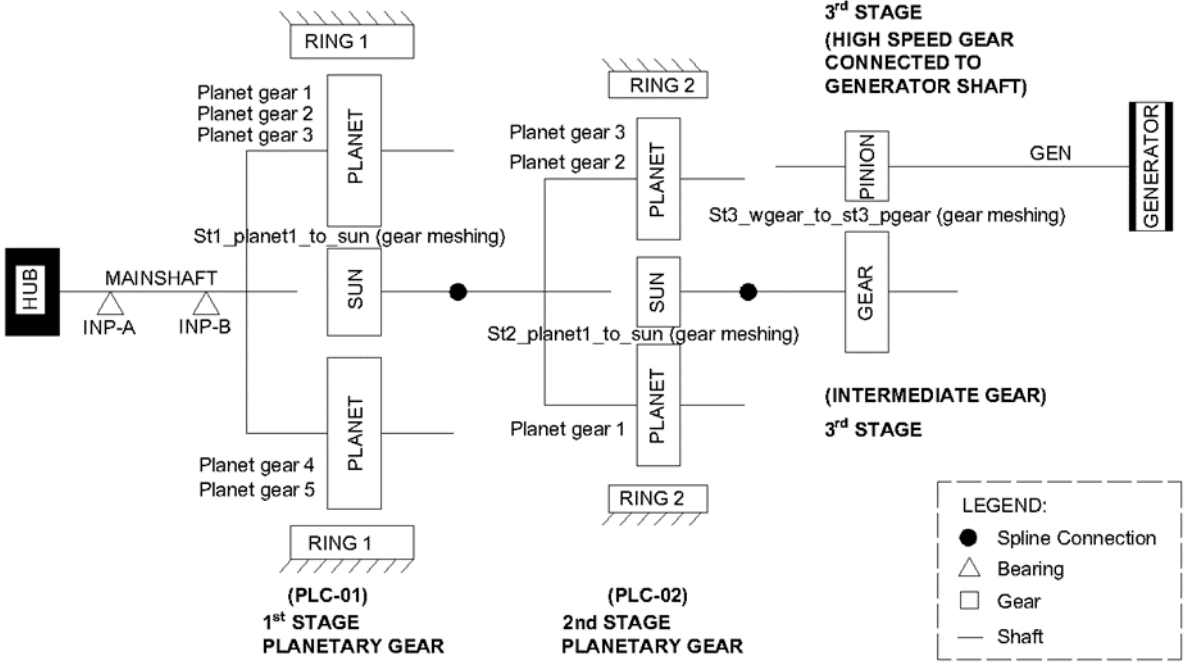 3rd STAGE
(HIGH SPEED GEAR
CONNECTED TO
GENERATOR SHAFT)
RING 1
RING 2
Planet gear 1
Planet gear 2
Planet gear 3
PLANET
Planet gear 3
Planet gear 2
PLANET
PINION
GEN
GENERATOR
St3_wgear_to_st3_pgear (gear meshing)
St1_planet1_to_sun (gear meshing)
HUB
MAINSHAFT
INP-A
INP-B
SUN
SUN
GEAR
St2_planet1_to_sun (gear meshing)
PLANET
PLANET
(INTERMEDIATE GEAR)
3rd STAGE
Planet gear 1
Planet gear 4
Planet gear 5
RING 2
RING 1
(PLC-01)
1st STAGE
PLANETARY GEAR
(PLC-02)
2nd STAGE
PLANETARY GEAR
LEGEND:
Spline Connection
Bearing
Gear
Shaft